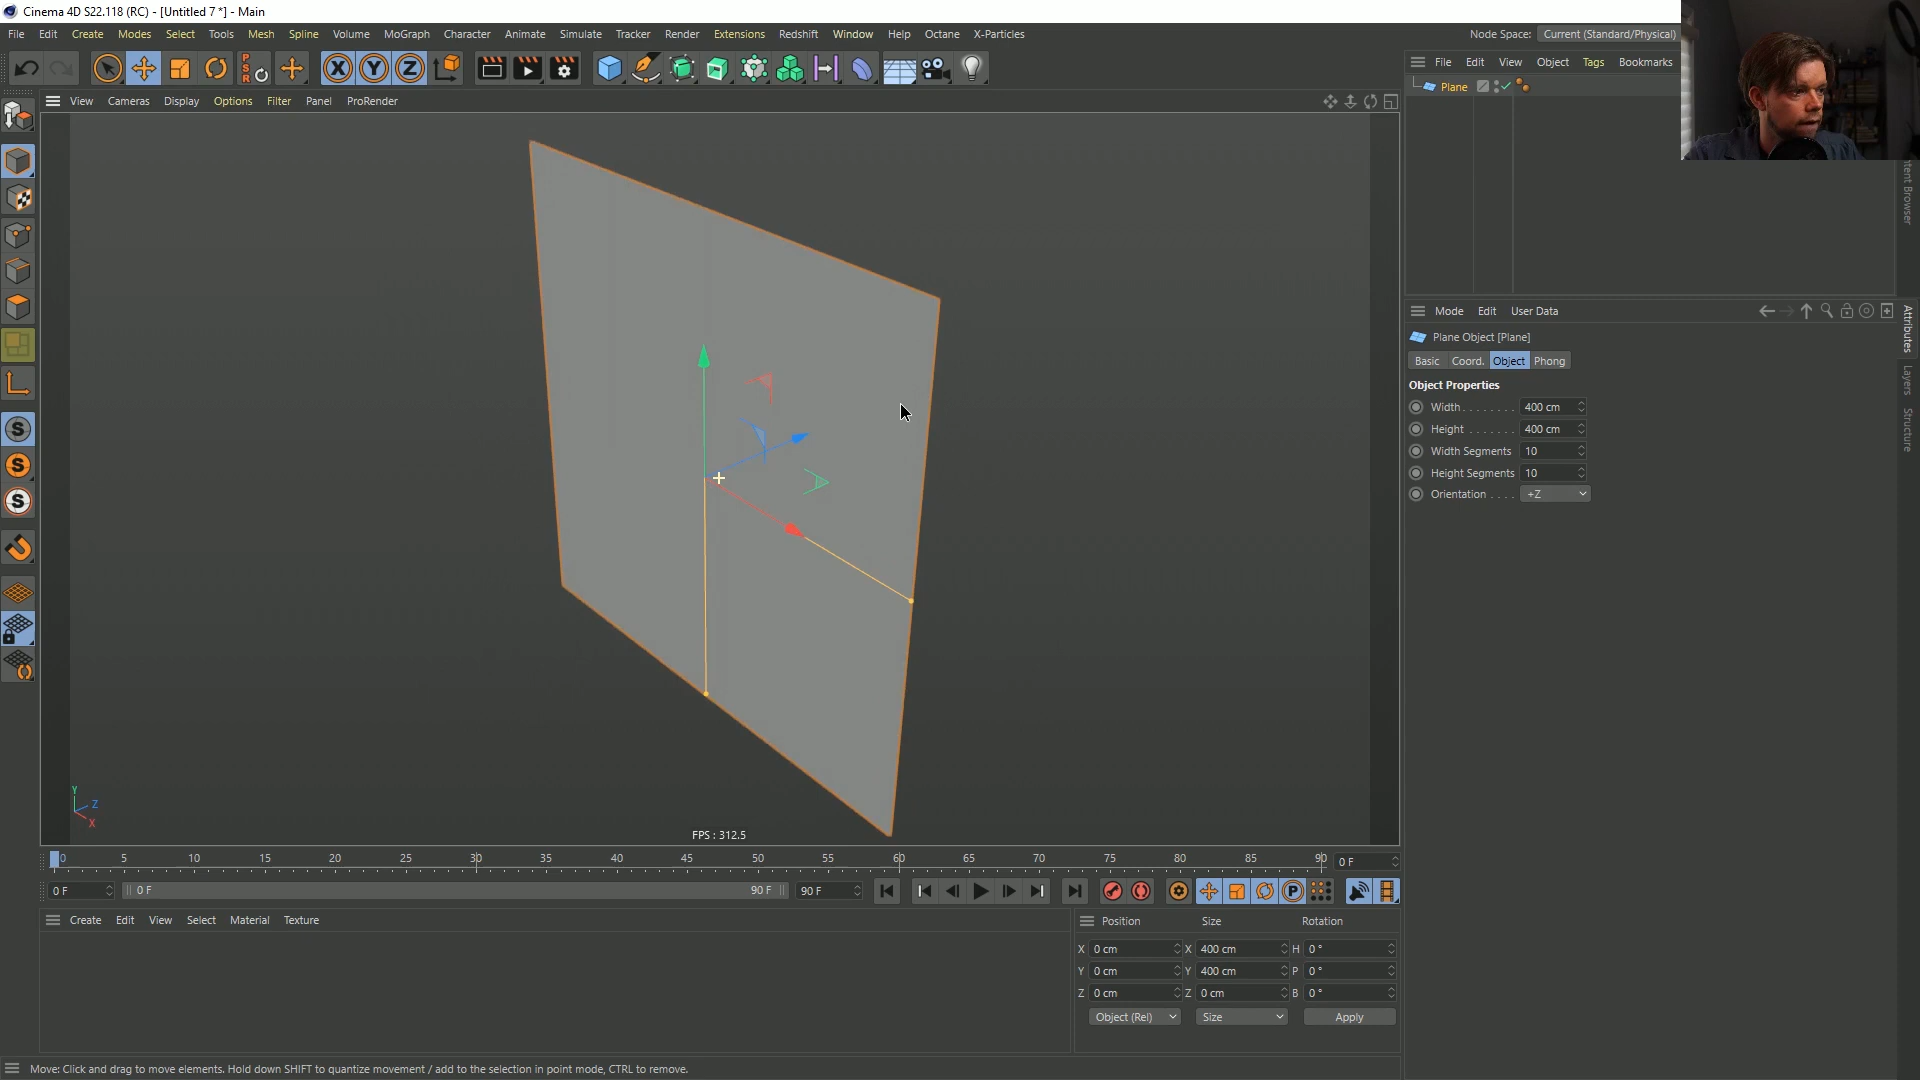 Cinema 4D S22.118 (RC) - [Untitled 7 *] - Main
File Edit Create Modes Select Tools Mesh Spline Volume MoGraph Character Animate Simulate Tracker Render Extensions Redshift Window Help Octane X-Particles
Node Space: Current (Standard/Physical)
PSR
X Y Z
File Edit View Object Tags Bookmarks
Plane
View Cameras Display Options Filter Panel ProRender
tent Browser
Mode Edit User Data
Attributes
Layers
Structure
Plane Object [Plane]
Basic Coord. Object Phong
Object Properties
Width 400 cm
Height 400 cm
Width Segments 10
Height Segments 10
Orientation +Z
S
S
S
Y
Z
X
FPS : 312.5
0 5 10 15 20 25 30 35 40 45 50 55 60 65 70 75 80 85 90 0 F
0 F 0 F 90 F 90 F P
Create Edit View Select Material Texture
Position Size Rotation
X 0 cm X 400 cm H 0 °
Y 0 cm Y 400 cm P 0 °
Z 0 cm Z 0 cm B 0 °
Object (Rel) Size Apply
Move: Click and drag to move elements. Hold down SHIFT to quantize movement / add to the selection in point mode, CTRL to remove.